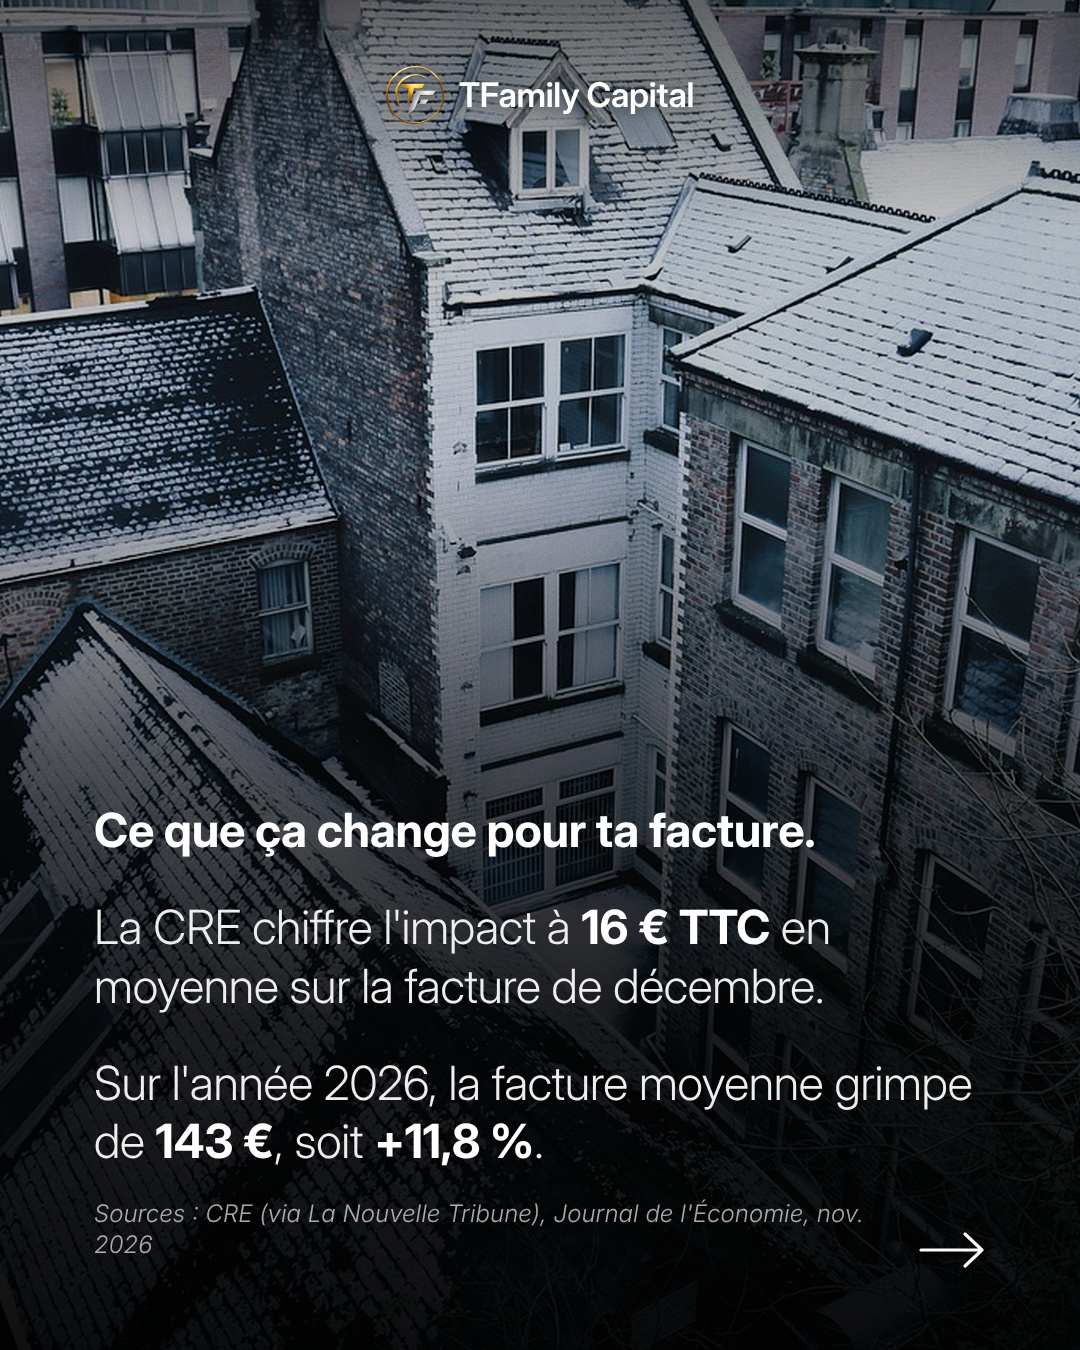 TF TFamily Capital
Ce que ça change pour ta facture.
La CRE chiffre l'impact à 16 € TTC en
moyenne sur la facture de décembre.
Sur l'année 2026, la facture moyenne grimpe
de 143 €, soit +11,8 %.
Sources : CRE (via La Nouvelle Tribune), Journal de l'Économie, nov.
2026